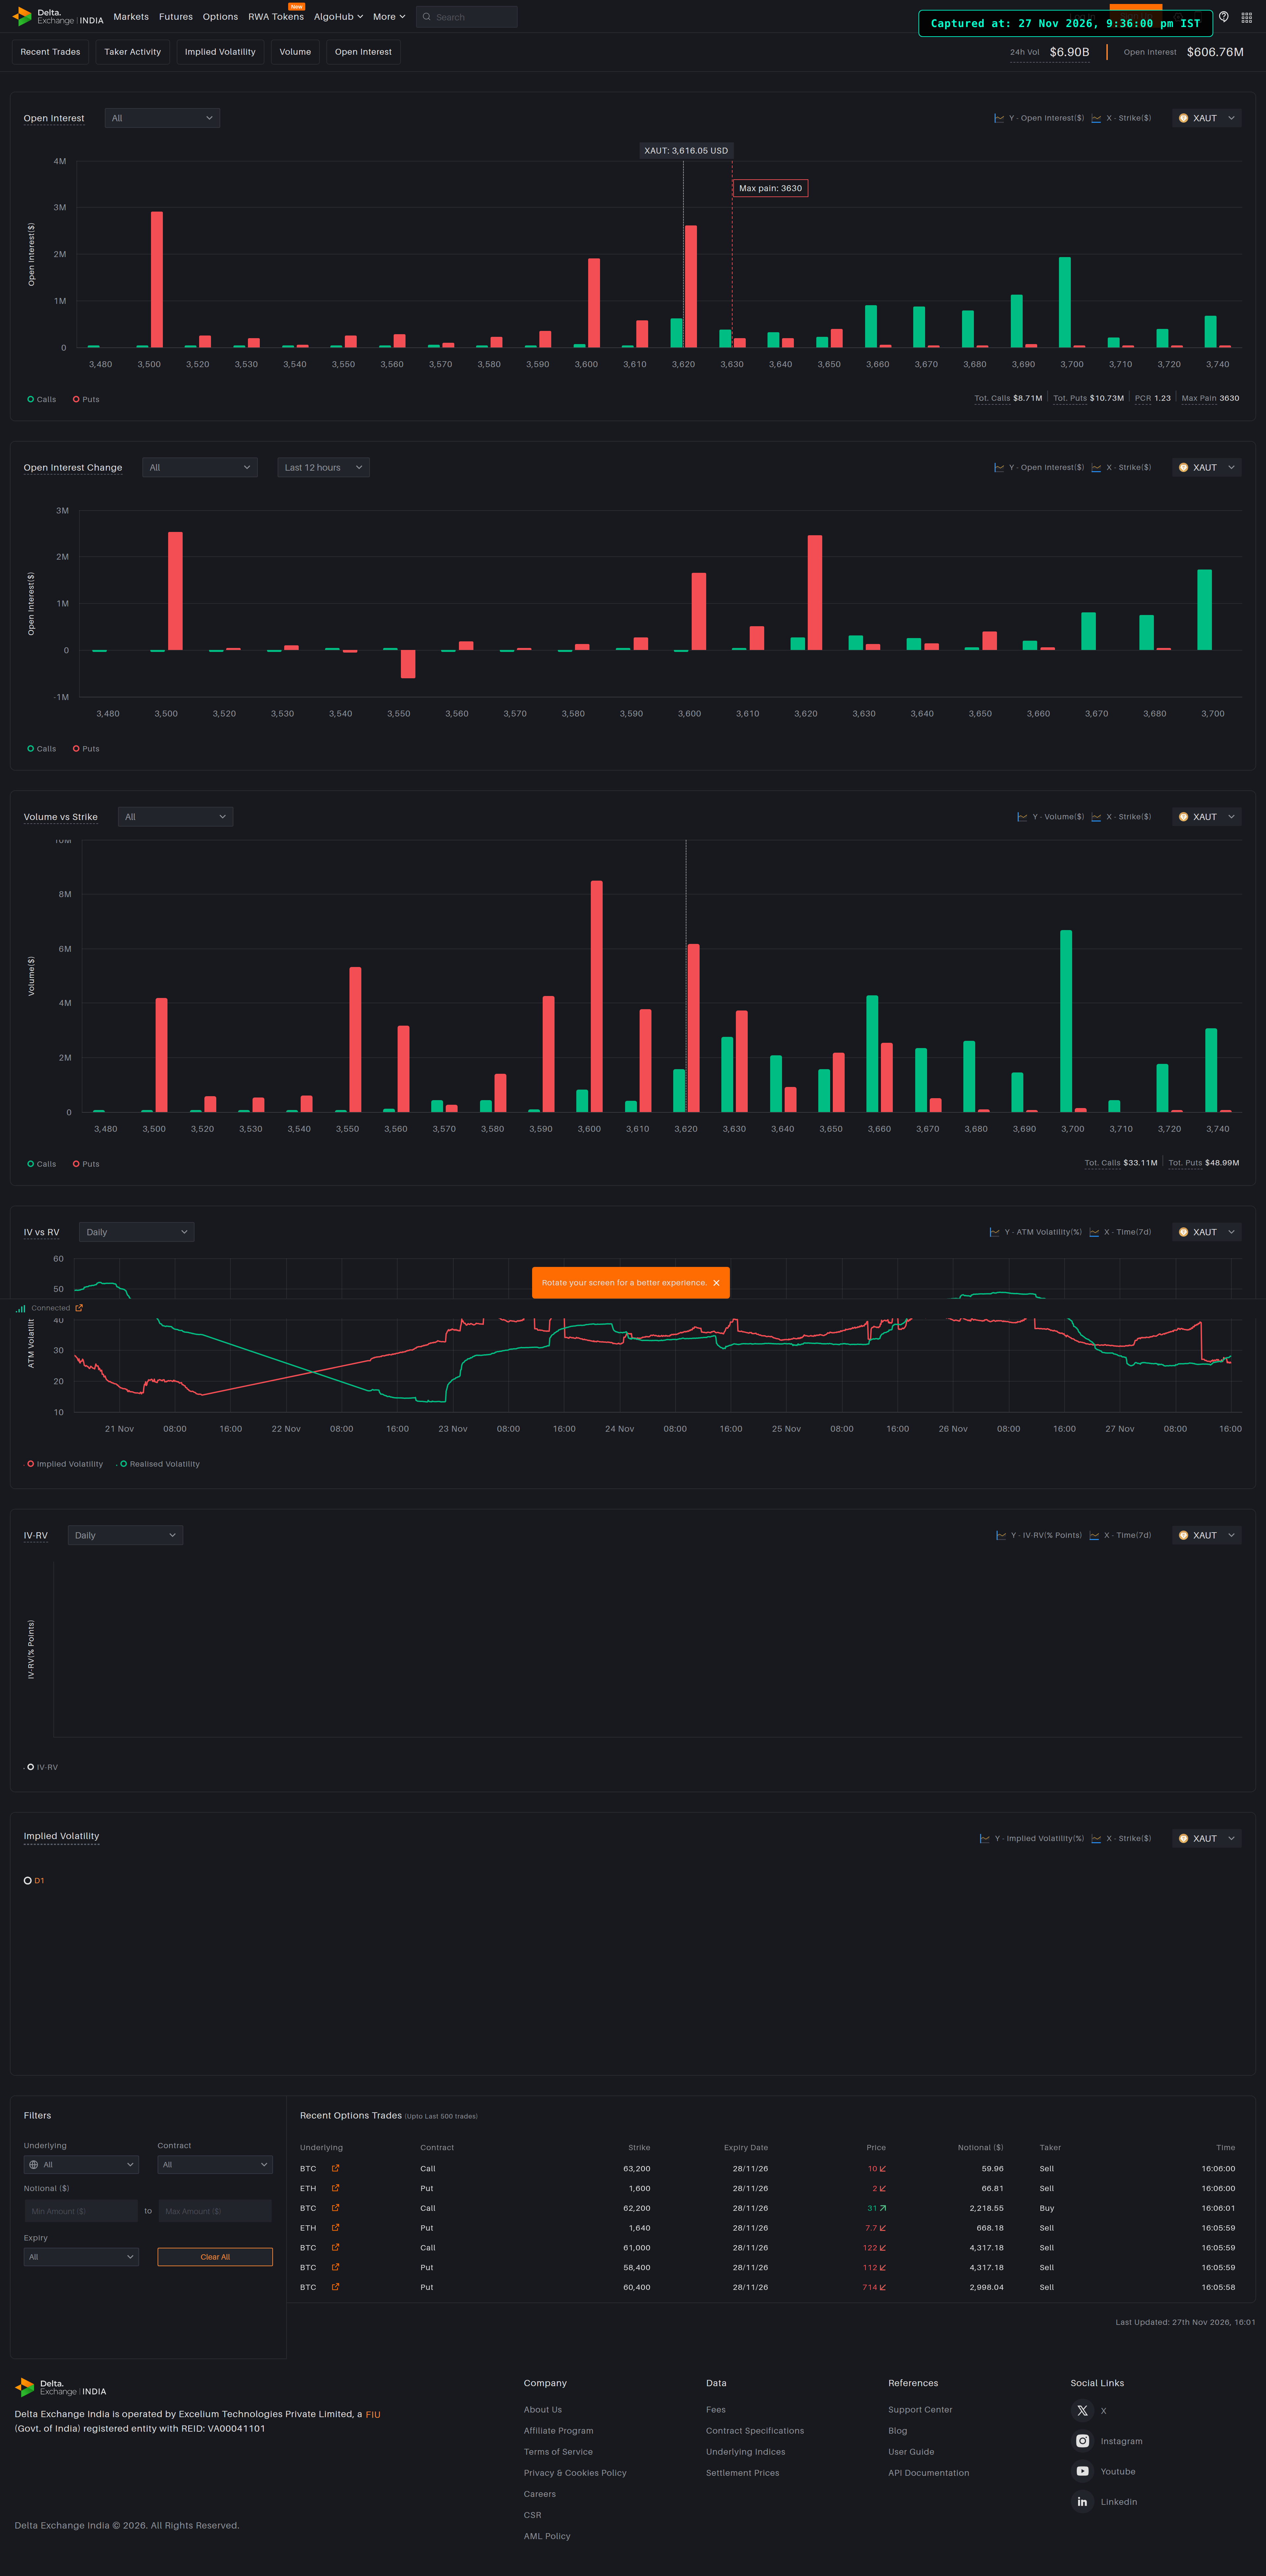 Delta.
Exchange | INDIA
Markets Futures Options RWA Tokens New AlgoHub More Search
Captured at: 27 Nov 2026, 9:36:00 pm IST
Recent Trades Taker Activity Implied Volatility Volume Open Interest 24h Vol $6.90B Open Interest $606.76M
Open Interest All Y - Open Interest($) X - Strike($) XAUT
XAUT: 3,616.05 USD
Max pain: 3630
4M
3M
2M
1M
0
Open Interest($)
3,480 3,500 3,520 3,530 3,540 3,550 3,560 3,570 3,580 3,590 3,600 3,610 3,620 3,630 3,640 3,650 3,660 3,670 3,680 3,690 3,700 3,710 3,720 3,740
Calls Puts Tot. Calls $8.71M Tot. Puts $10.73M PCR 1.23 Max Pain 3630
Open Interest Change All Last 12 hours Y - Open Interest($) X - Strike($) XAUT
3M
2M
1M
0
-1M
Open Interest($)
3,480 3,500 3,520 3,530 3,540 3,550 3,560 3,570 3,580 3,590 3,600 3,610 3,620 3,630 3,640 3,650 3,660 3,670 3,680 3,700
Calls Puts
Volume vs Strike All Y - Volume($) X - Strike($) XAUT
10M
8M
6M
4M
2M
0
Volume($)
3,480 3,500 3,520 3,530 3,540 3,550 3,560 3,570 3,580 3,590 3,600 3,610 3,620 3,630 3,640 3,650 3,660 3,670 3,680 3,690 3,700 3,710 3,720 3,740
Calls Puts Tot. Calls $33.11M Tot. Puts $48.99M
IV vs RV Daily Y - ATM Volatility(%) X - Time(7d) XAUT
60
50
Rotate your screen for a better experience.
Connected
40
30
20
10
ATM Volatilit
21 Nov 08:00 16:00 22 Nov 08:00 16:00 23 Nov 08:00 16:00 24 Nov 08:00 16:00 25 Nov 08:00 16:00 26 Nov 08:00 16:00 27 Nov 08:00 16:00
Implied Volatility Realised Volatility
IV-RV Daily Y - IV-RV(% Points) X - Time(7d) XAUT
IV-RV(% Points)
IV-RV
Implied Volatility Y - Implied Volatility(%) X - Strike($) XAUT
D1
Filters
Underlying Contract
All All
Notional ($)
Min Amount ($) to Max Amount ($)
Expiry
All Clear All
Recent Options Trades (Upto Last 500 trades)
Underlying Contract Strike Expiry Date Price Notional ($) Taker Time
BTC Call 63,200 28/11/26 10 59.96 Sell 16:06:00
ETH Put 1,600 28/11/26 2 66.81 Sell 16:06:00
BTC Call 62,200 28/11/26 31 2,218.55 Buy 16:06:01
ETH Put 1,640 28/11/26 7.7 668.18 Sell 16:05:59
BTC Call 61,000 28/11/26 122 4,317.18 Sell 16:05:59
BTC Put 58,400 28/11/26 112 4,317.18 Sell 16:05:59
BTC Put 60,400 28/11/26 714 2,998.04 Sell 16:05:58
Last Updated: 27th Nov 2026, 16:01
Delta.
Exchange | INDIA
Delta Exchange India is operated by Excelium Technologies Private Limited, a FIU
(Govt. of India) registered entity with REID: VA00041101
Delta Exchange India © 2026. All Rights Reserved.
Company
About Us
Affiliate Program
Terms of Service
Privacy & Cookies Policy
Careers
CSR
AML Policy
Data
Fees
Contract Specifications
Underlying Indices
Settlement Prices
References
Support Center
Blog
User Guide
API Documentation
Social Links
X
Instagram
Youtube
Linkedin